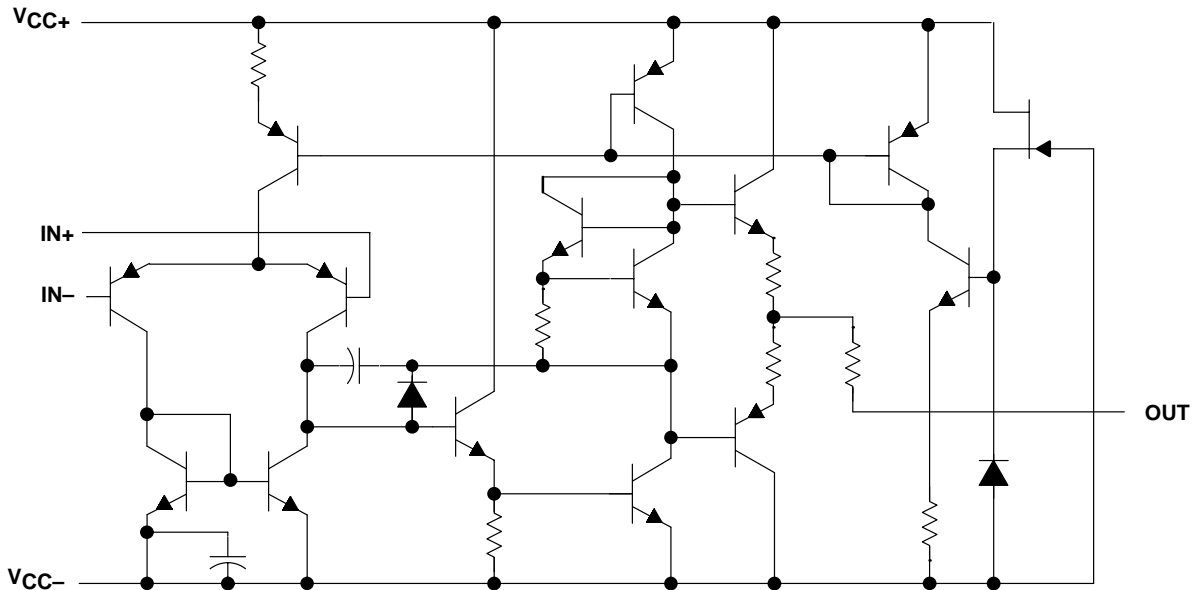 VCC+
IN+
IN–
OUT
VCC–